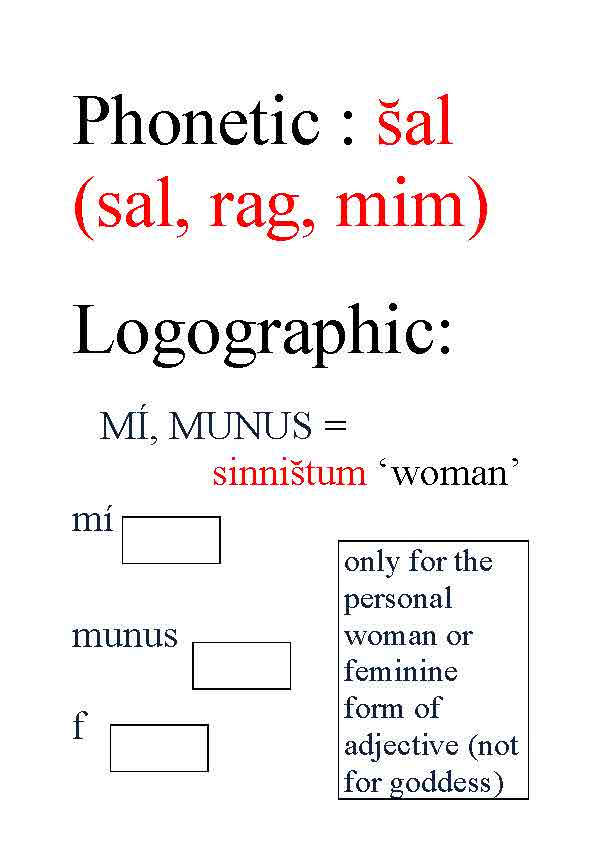 Phonetic : šal
(sal, rag, mim)
Logographic:
MÍ, MUNUS =
sinništum ‘woman’
mí
munus
f
only for the
personal
woman or
feminine
form of
adjective (not
for goddess)